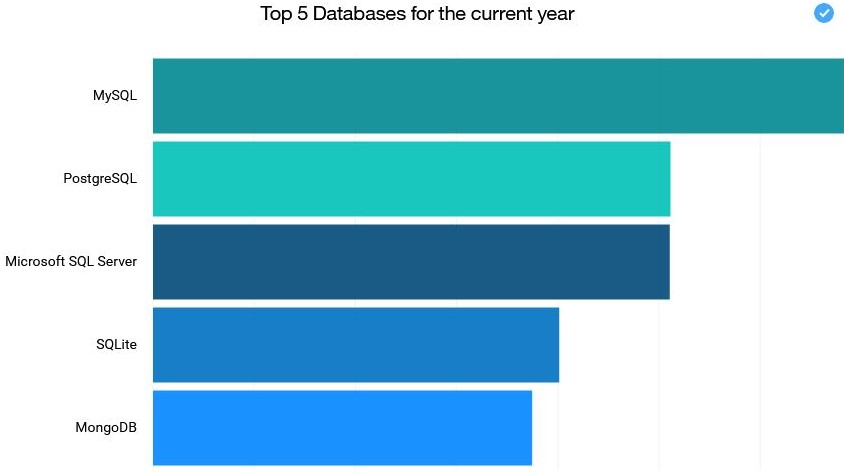 Top 5 Databases for the current year
MySQL
PostgreSQL
Microsoft SQL Server
SQLite
MongoDB